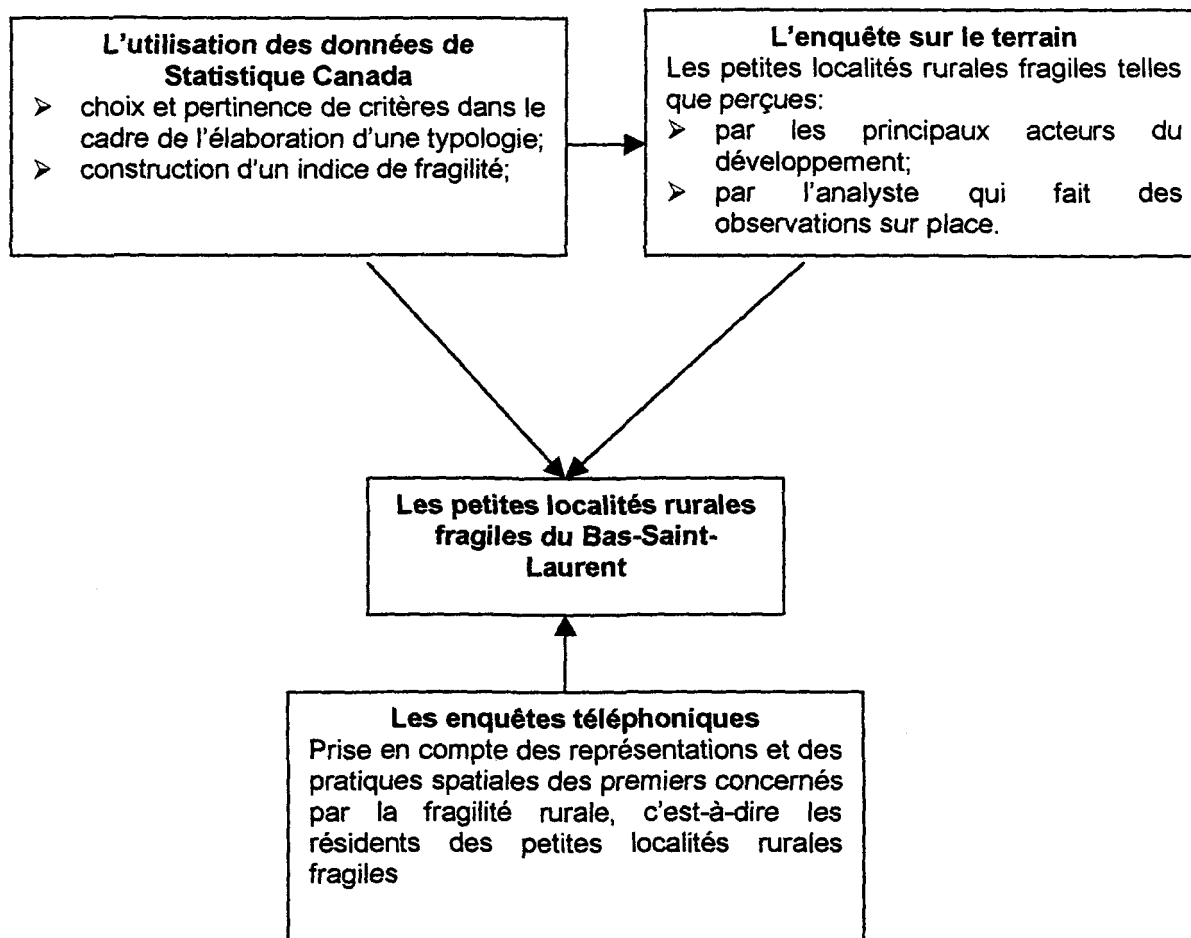 L'utilisation des données de
Statistique Canada
➢ choix et pertinence de critères dans le
cadre de l'élaboration d'une typologie;
➢ construction d'un indice de fragilité;
L'enquête sur le terrain
Les petites localités rurales fragiles telles
que perçues:
➢ par les principaux acteurs du
développement;
➢ par l'analyste qui fait des
observations sur place.
Les petites localités rurales
fragiles du Bas-Saint-
Laurent
Les enquêtes téléphoniques
Prise en compte des représentations et des
pratiques spatiales des premiers concernés
par la fragilité rurale, c'est-à-dire les
résidents des petites localités rurales
fragiles